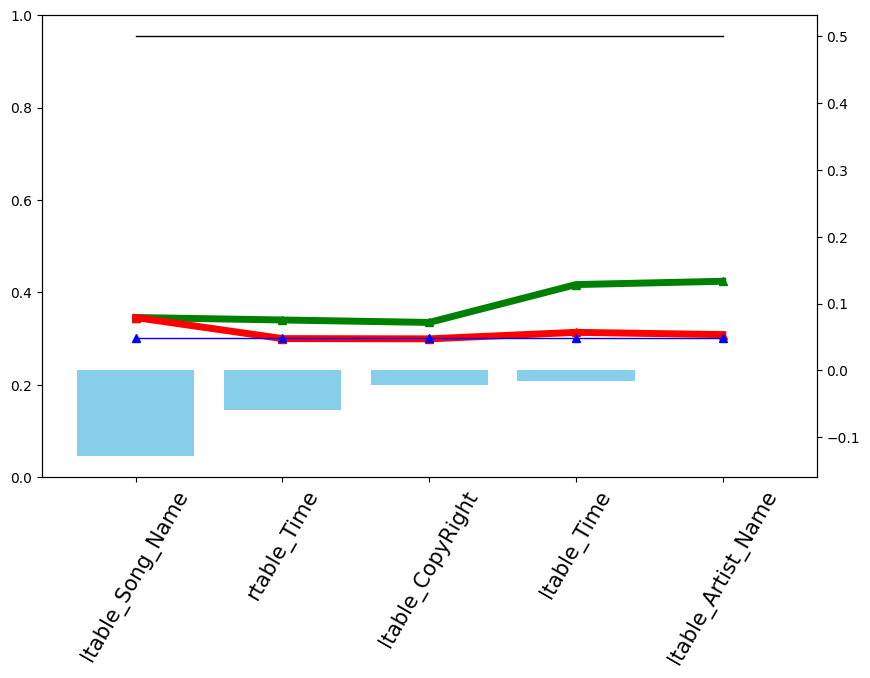 1.0
0.8
0.6
0.4
0.2
0.0
0.5
0.4
0.3
0.2
0.1
0.0
−0.1
ltable_Song_Name
rtable_Time
ltable_CopyRight
ltable_Time
ltable_Artist_Name